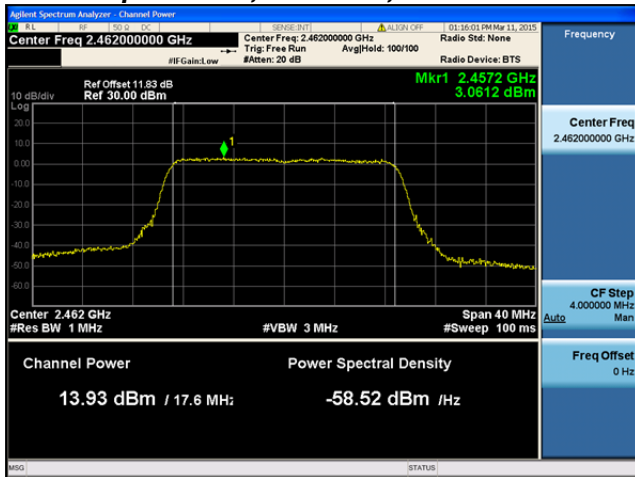 Agilent Spectrum Analyzer - Channel Power
RL RF 50 Ω DC SENSE:INT ALIGN OFF 01:16:01 PM Mar 11, 2015
Center Freq 2.462000000 GHz
Center Freq: 2.462000000 GHz
Radio Std: None
Trig: Free Run Avg|Hold: 100/100
#IFGain:Low #Atten: 20 dB Radio Device: BTS
Frequency
Mkr1 2.4572 GHz
3.0612 dBm
Ref Offset 11.83 dB
10 dB/div Ref 30.00 dBm
Log
20.0
10.0
0.00
-10.0
-20.0
-30.0
-40.0
-50.0
-60.0
1
Center 2.462 GHz Span 40 MHz
#Res BW 1 MHz #VBW 3 MHz #Sweep 100 ms
Channel Power Power Spectral Density
13.93 dBm / 17.6 MHz -58.52 dBm /Hz
Center Freq
2.462000000 GHz
CF Step
4.000000 MHz
Auto Man
Freq Offset
0 Hz
MSG STATUS